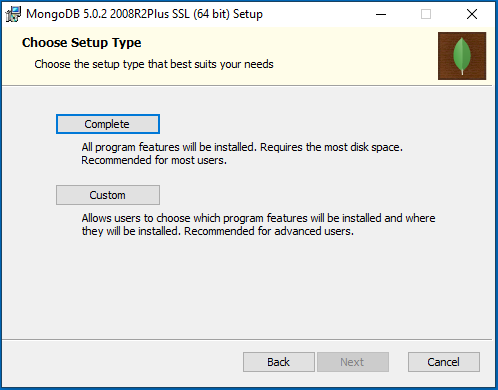 MongoDB 5.0.2 2008R2Plus SSL (64 bit) Setup
Choose Setup Type
Choose the setup type that best suits your needs
Complete
All program features will be installed. Requires the most disk space.
Recommended for most users.
Custom
Allows users to choose which program features will be installed and where
they will be installed. Recommended for advanced users.
Back
Next
Cancel